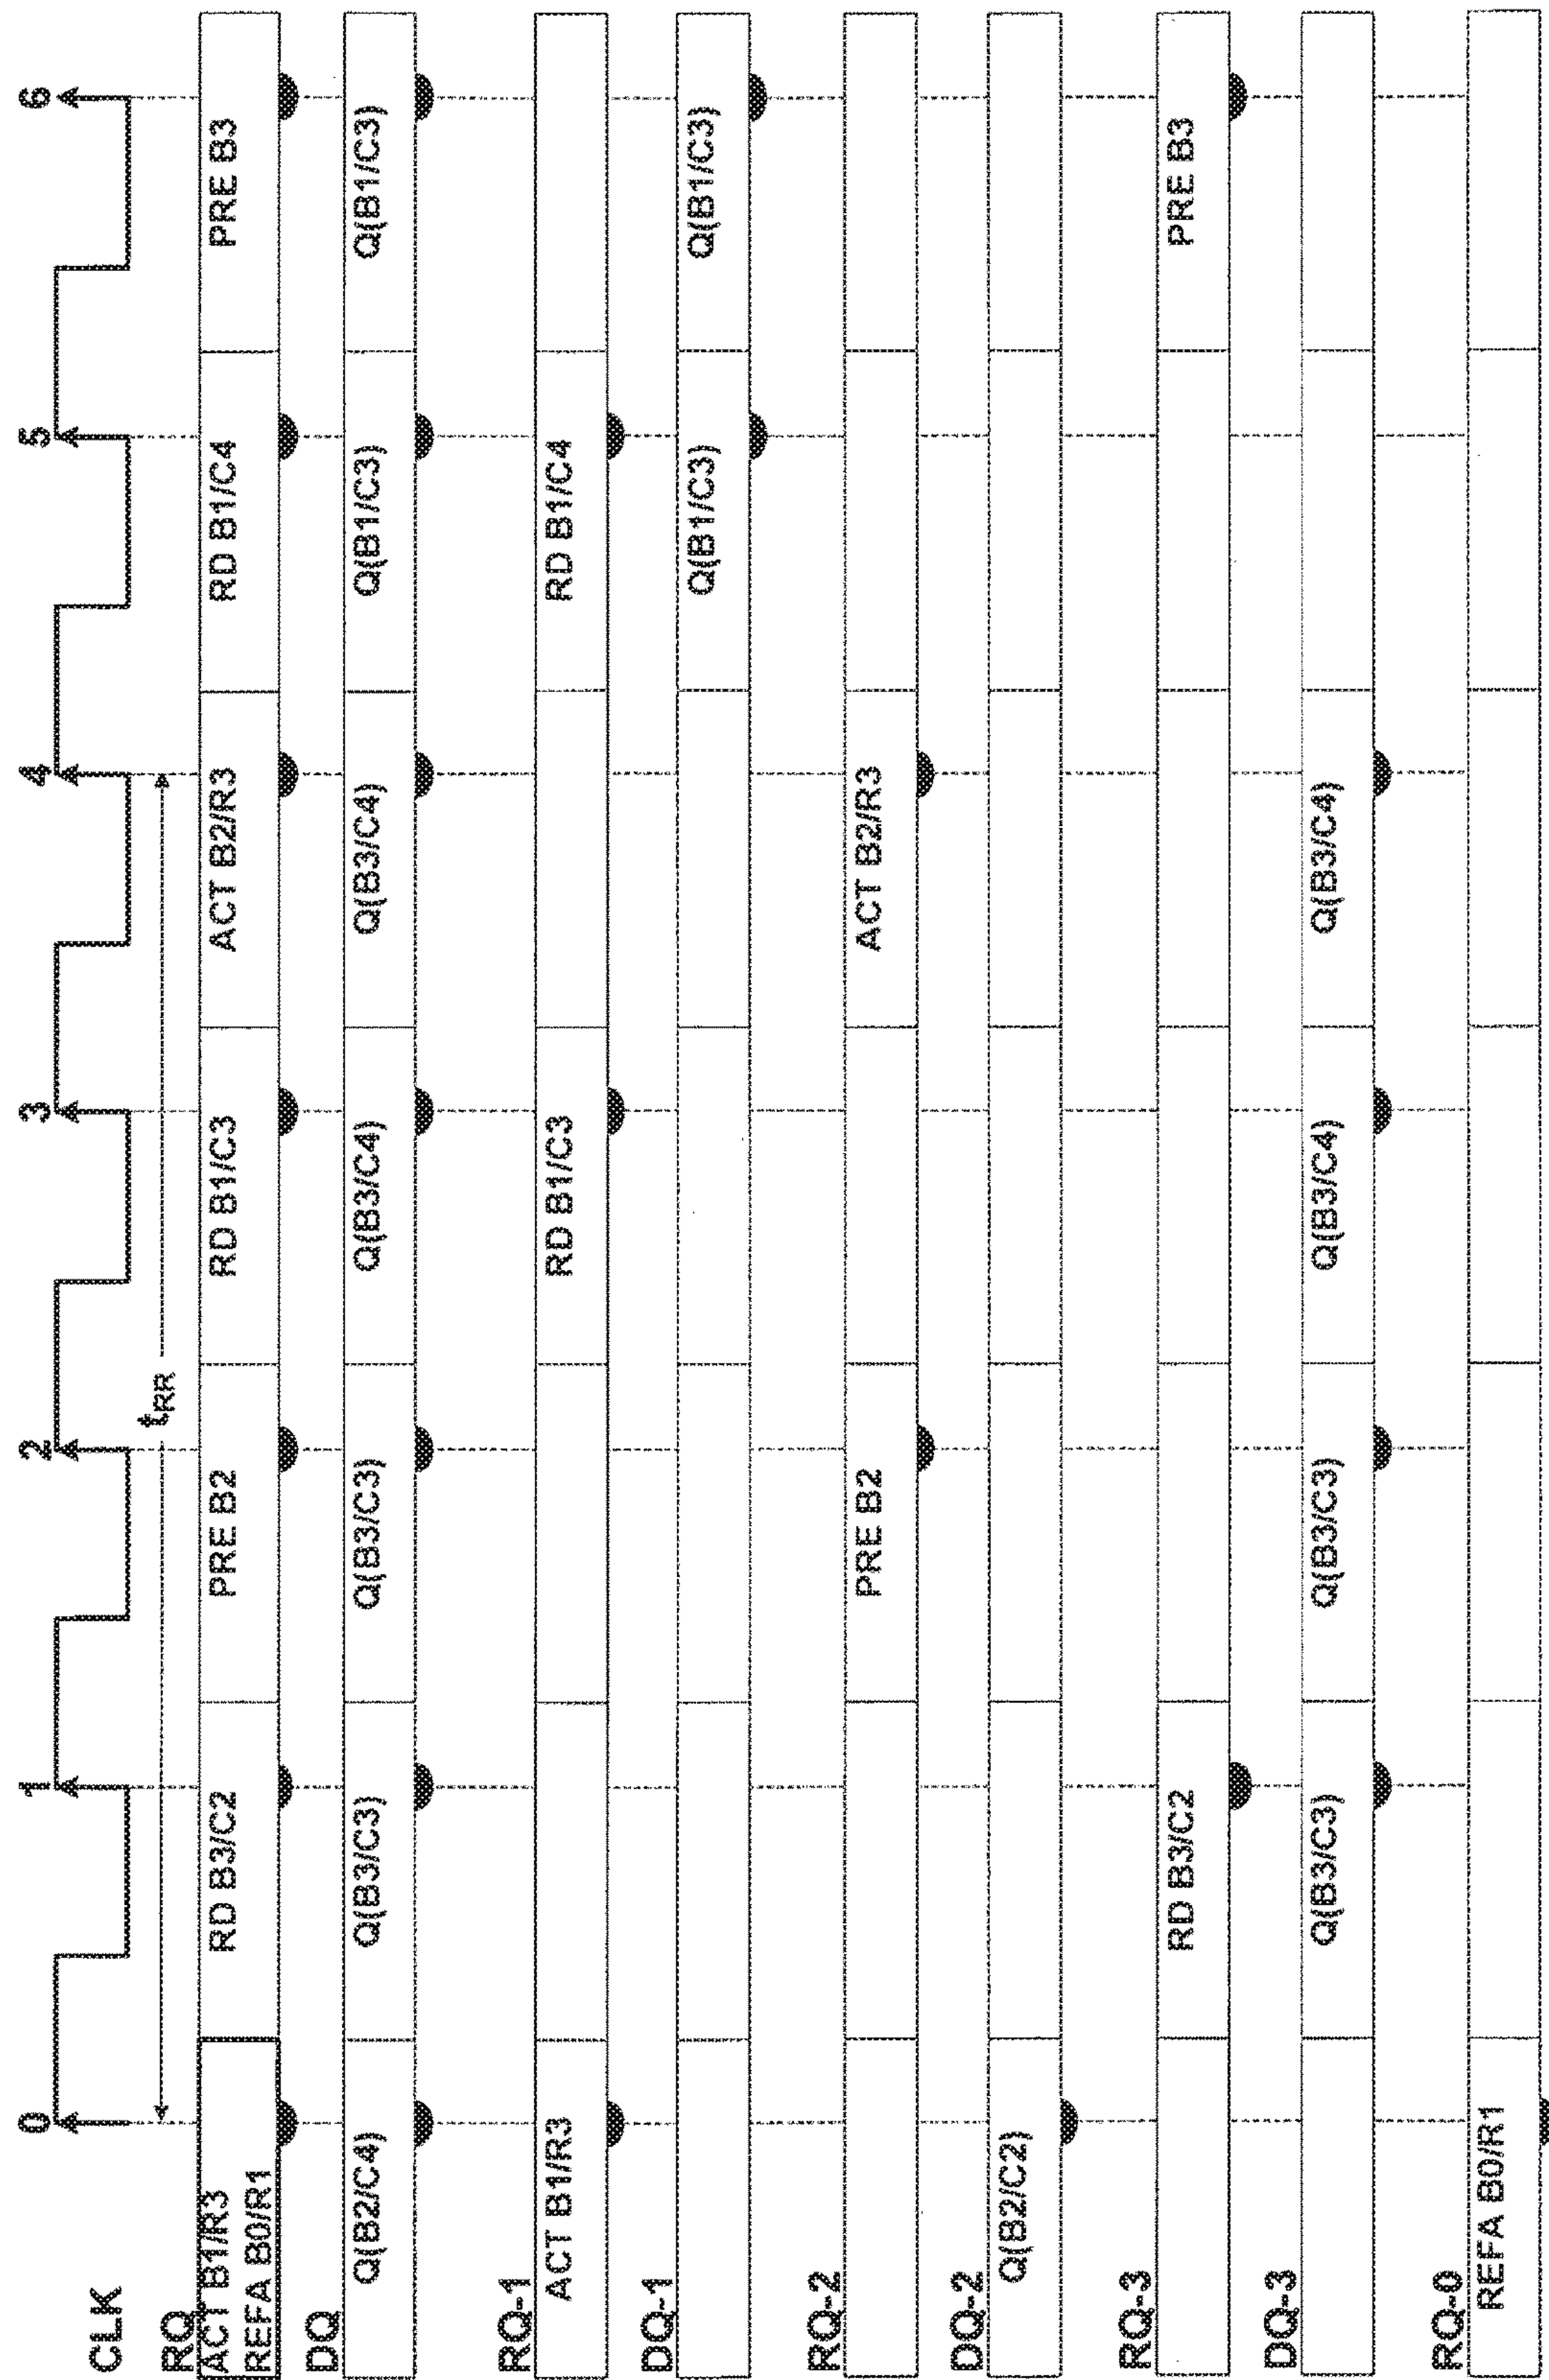 0 1 2 3 4 5 6
CLK
tRR
RQ
ACT B1/R3 RD B3/C2 PRE B2 RD B1/C3 ACT B2/R3 RD B1/C4 PRE B3
REFA B0/R1
DQ
Q(B2/C4) Q(B3/C3) Q(B3/C3) Q(B3/C4) Q(B3/C4) Q(B1/C3) Q(B1/C3)
RQ-1
ACT B1/R3 RD B1/C3 RD B1/C4
DQ-1
Q(B1/C3) Q(B1/C3)
RQ-2
PRE B2 ACT B2/R3
DQ-2
Q(B2/C2)
RQ-3
RD B3/C2 PRE B3
DQ-3
Q(B3/C3) Q(B3/C3) Q(B3/C4) Q(B3/C4)
RQ-0
REFA B0/R1